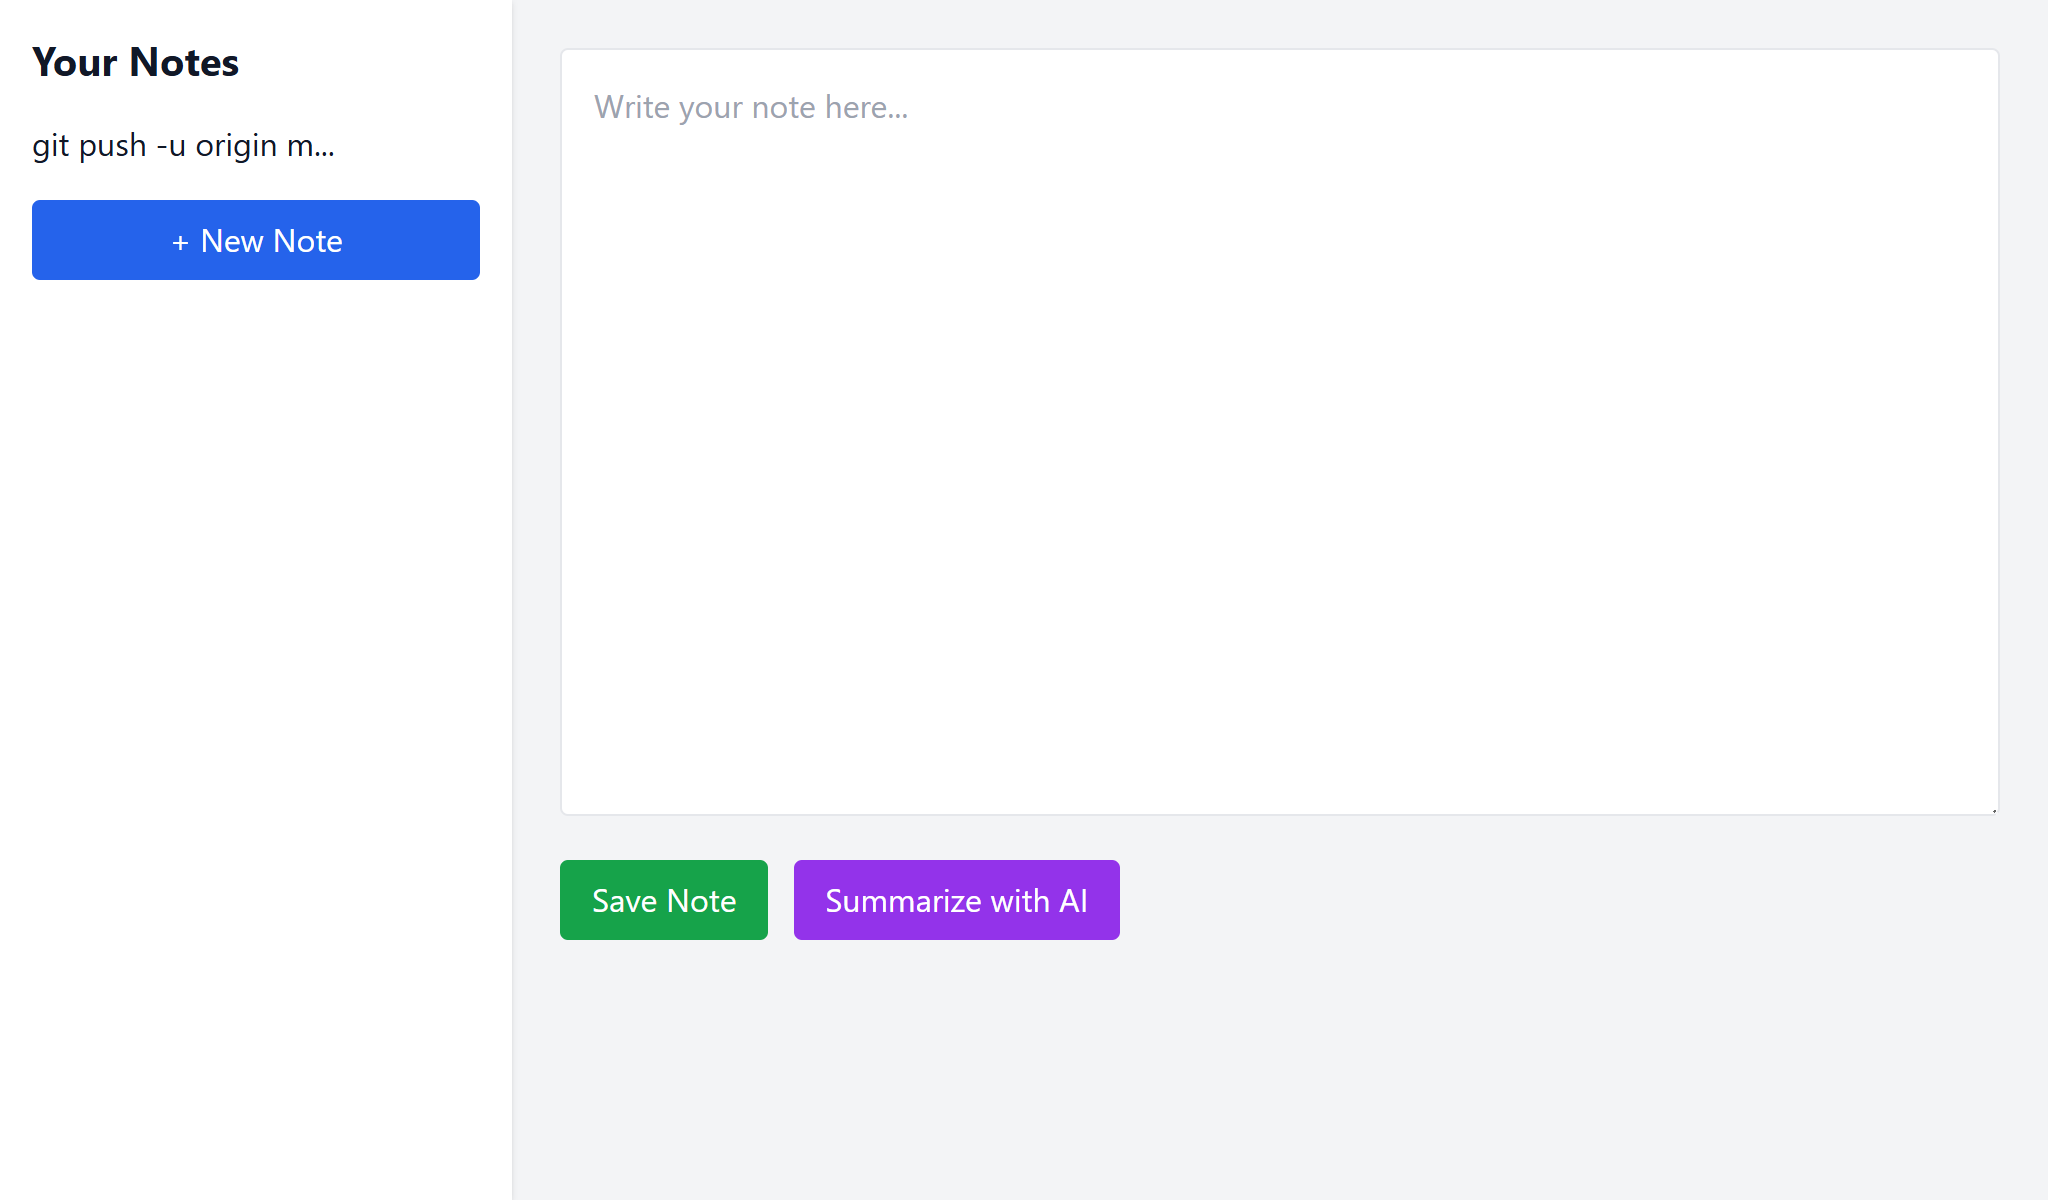 Your Notes
git push -u origin m...
+ New Note
Write your note here...
Save Note
Summarize with AI